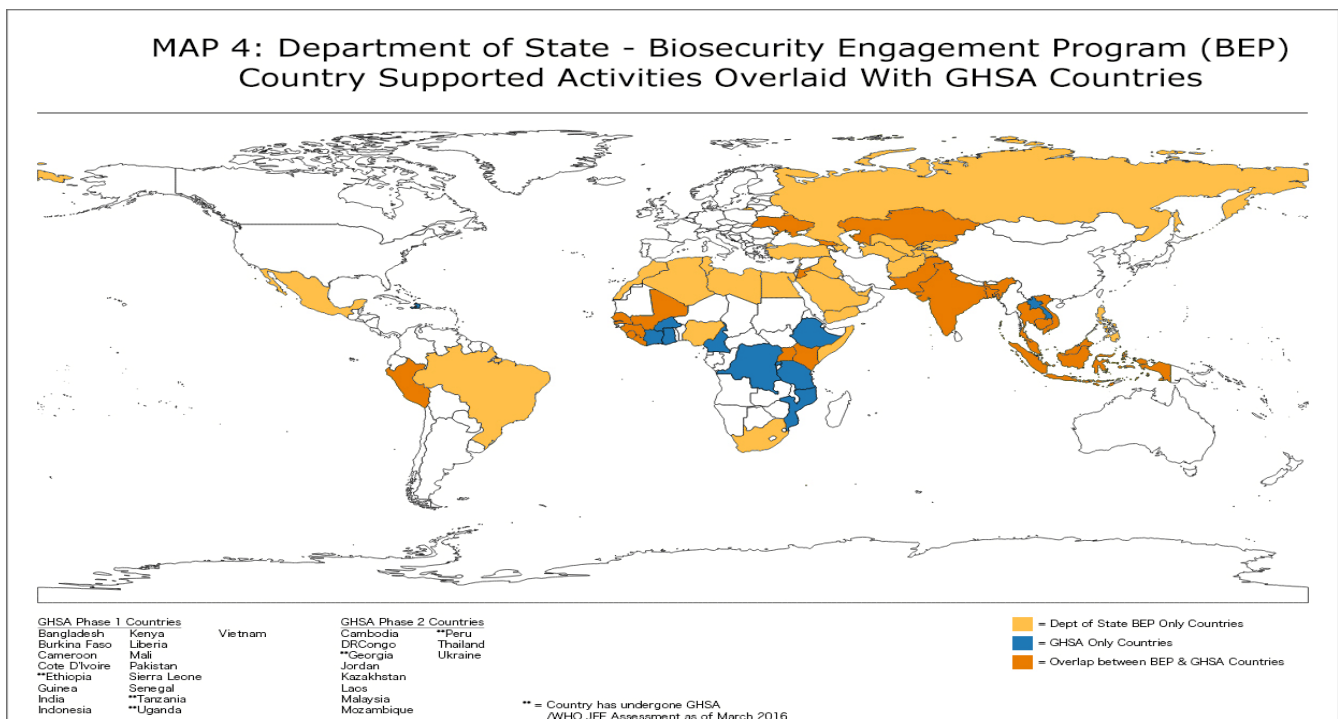 MAP 4: Department of State - Biosecurity Engagement Program (BEP)
Country Supported Activities Overlaid With GHSA Countries
GHSA Phase 1 Countries
Bangladesh Kenya Vietnam
Burkina Faso Liberia
Cameroon Mali
Cote D'Ivoire Pakistan
**Ethiopia Sierra Leone
Guinea Senegal
India **Tanzania
Indonesia **Uganda
GHSA Phase 2 Countries
Cambodia **Peru
DRCongo Thailand
**Georgia Ukraine
Jordan
Kazakhstan
Laos
Malaysia
Mozambique
** = Country has undergone GHSA
/WHO JEE Assessment as of March 2016
= Dept of State BEP Only Countries
= GHSA Only Countries
= Overlap between BEP & GHSA Countries